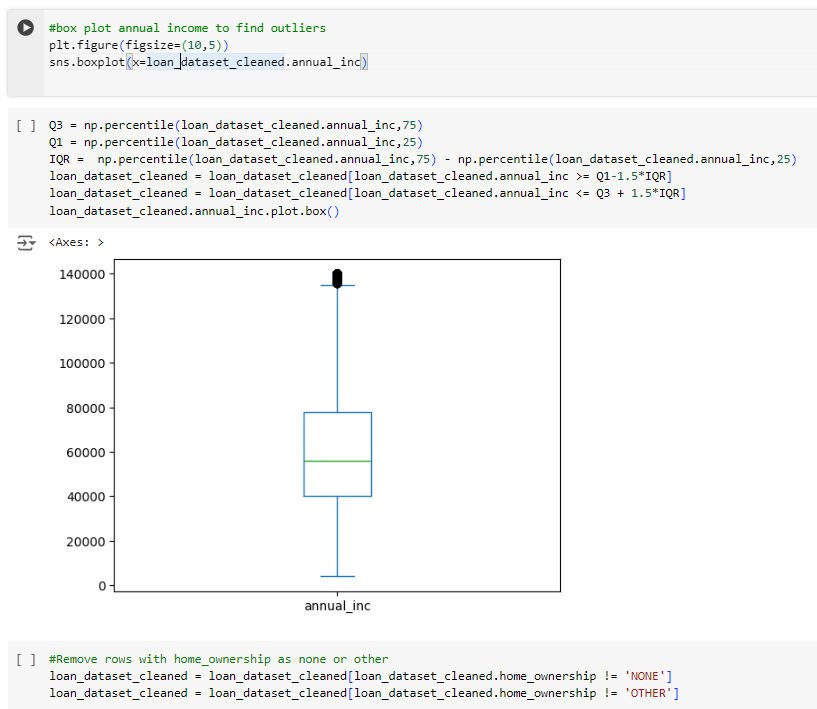 #box plot annual income to find outliers
plt.figure(figsize=(10,5))
sns.boxplot(x=loan_dataset_cleaned.annual_inc)
[ ] Q3 = np.percentile(loan_dataset_cleaned.annual_inc,75)
Q1 = np.percentile(loan_dataset_cleaned.annual_inc,25)
IQR =  np.percentile(loan_dataset_cleaned.annual_inc,75) - np.percentile(loan_dataset_cleaned.annual_inc,25)
loan_dataset_cleaned = loan_dataset_cleaned[loan_dataset_cleaned.annual_inc >= Q1-1.5*IQR]
loan_dataset_cleaned = loan_dataset_cleaned[loan_dataset_cleaned.annual_inc <= Q3 + 1.5*IQR]
loan_dataset_cleaned.annual_inc.plot.box()
<Axes: >
140000
120000
100000
80000
60000
40000
20000
0
annual_inc
[ ] #Remove rows with home_ownership as none or other
loan_dataset_cleaned = loan_dataset_cleaned[loan_dataset_cleaned.home_ownership != 'NONE']
loan_dataset_cleaned = loan_dataset_cleaned[loan_dataset_cleaned.home_ownership != 'OTHER']